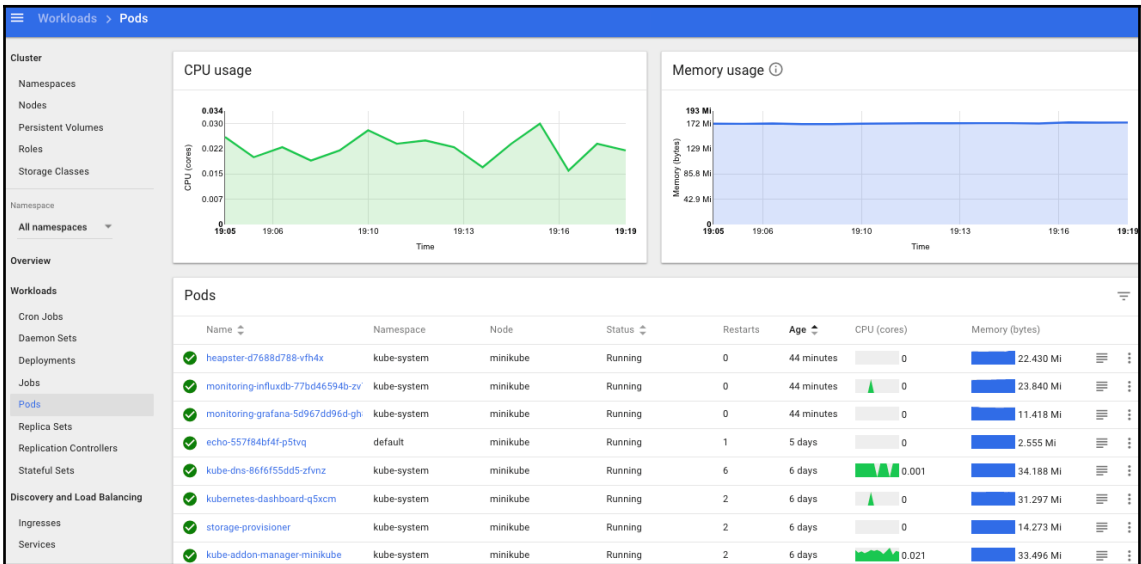 Workloads > Pods
Cluster
Namespaces
Nodes
Persistent Volumes
Roles
Storage Classes
Namespace
All namespaces
Overview
Workloads
Cron Jobs
Daemon Sets
Deployments
Jobs
Pods
Replica Sets
Replication Controllers
Stateful Sets
Discovery and Load Balancing
Ingresses
Services
CPU usage
CPU (cores)
0.034
0.030
0.022
0.015
0.007
0
19:05 19:06 19:10 19:13 19:16 19:19
Time
Memory usage
Memory (bytes)
193 Mi
172 Mi
129 Mi
85.8 Mi
42.9 Mi
0
19:05 19:06 19:10 19:13 19:16 19:19
Time
Pods
Name Namespace Node Status Restarts Age CPU (cores) Memory (bytes)
heapster-d7688d788-vfh4x kube-system minikube Running 0 44 minutes 0 22.430 Mi
monitoring-influxdb-77bd46594b-zv kube-system minikube Running 0 44 minutes 0 23.840 Mi
monitoring-grafana-5d967dd96d-gh kube-system minikube Running 0 44 minutes 0 11.418 Mi
echo-557f84bf4f-p5tvq default minikube Running 1 5 days 0 2.555 Mi
kube-dns-86f6f55dd5-zfvnz kube-system minikube Running 6 6 days 0.001 34.188 Mi
kubernetes-dashboard-q5xcm kube-system minikube Running 2 6 days 0 31.297 Mi
storage-provisioner kube-system minikube Running 2 6 days 0 14.273 Mi
kube-addon-manager-minikube kube-system minikube Running 2 6 days 0.021 33.496 Mi